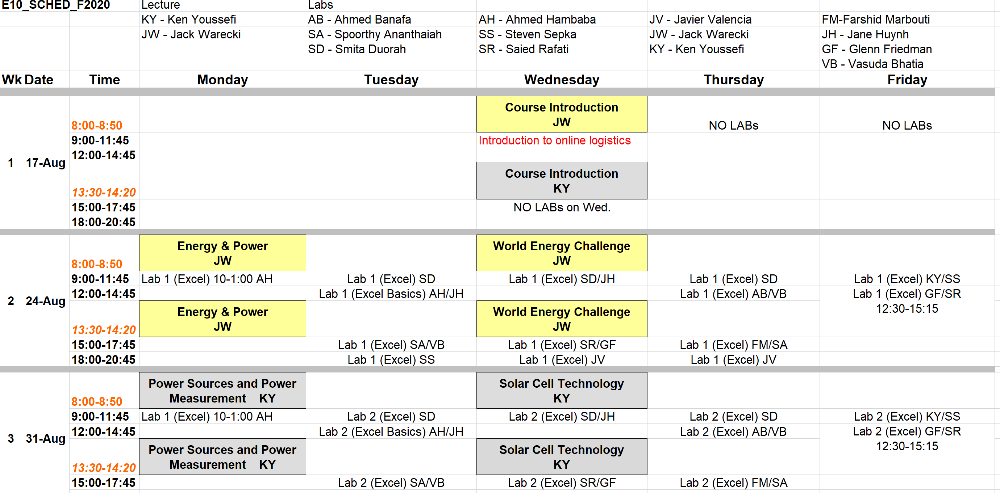 E10_SCHED_F2020 Lecture Labs
KY - Ken Youssefi AB - Ahmed Banafa AH - Ahmed Hambaba JV - Javier Valencia FM-Farshid Marbouti
JW - Jack Warecki SA - Spoorthy Ananthaiah SS - Steven Sepka JW - Jack Warecki JH - Jane Huynh
SD - Smita Duorah SR - Saied Rafati KY - Ken Youssefi GF - Glenn Friedman
VB - Vasuda Bhatia
Wk Date Time Monday Tuesday Wednesday Thursday Friday
Course Introduction
JW
8:00-8:50 NO LABs NO LABs
9:00-11:45 Introduction to online logistics
12:00-14:45
1 17-Aug
Course Introduction
KY
13:30-14:20
15:00-17:45 NO LABs on Wed.
18:00-20:45
Energy & Power World Energy Challenge
JW JW
8:00-8:50
9:00-11:45 Lab 1 (Excel) 10-1:00 AH Lab 1 (Excel) SD Lab 1 (Excel) SD/JH Lab 1 (Excel) SD Lab 1 (Excel) KY/SS
12:00-14:45 Lab 1 (Excel Basics) AH/JH Lab 1 (Excel) AB/VB Lab 1 (Excel) GF/SR
2 24-Aug
Energy & Power World Energy Challenge 12:30-15:15
JW JW
13:30-14:20
15:00-17:45 Lab 1 (Excel) SA/VB Lab 1 (Excel) SR/GF Lab 1 (Excel) FM/SA
18:00-20:45 Lab 1 (Excel) SS Lab 1 (Excel) JV Lab 1 (Excel) JV
Power Sources and Power Solar Cell Technology
Measurement KY KY
8:00-8:50
9:00-11:45 Lab 1 (Excel) 10-1:00 AH Lab 2 (Excel) SD Lab 2 (Excel) SD/JH Lab 2 (Excel) SD Lab 2 (Excel) KY/SS
12:00-14:45 Lab 2 (Excel Basics) AH/JH Lab 2 (Excel) AB/VB Lab 2 (Excel) GF/SR
3 31-Aug
Power Sources and Power Solar Cell Technology 12:30-15:15
Measurement KY KY
13:30-14:20
15:00-17:45 Lab 2 (Excel) SA/VB Lab 2 (Excel) SR/GF Lab 2 (Excel) FM/SA